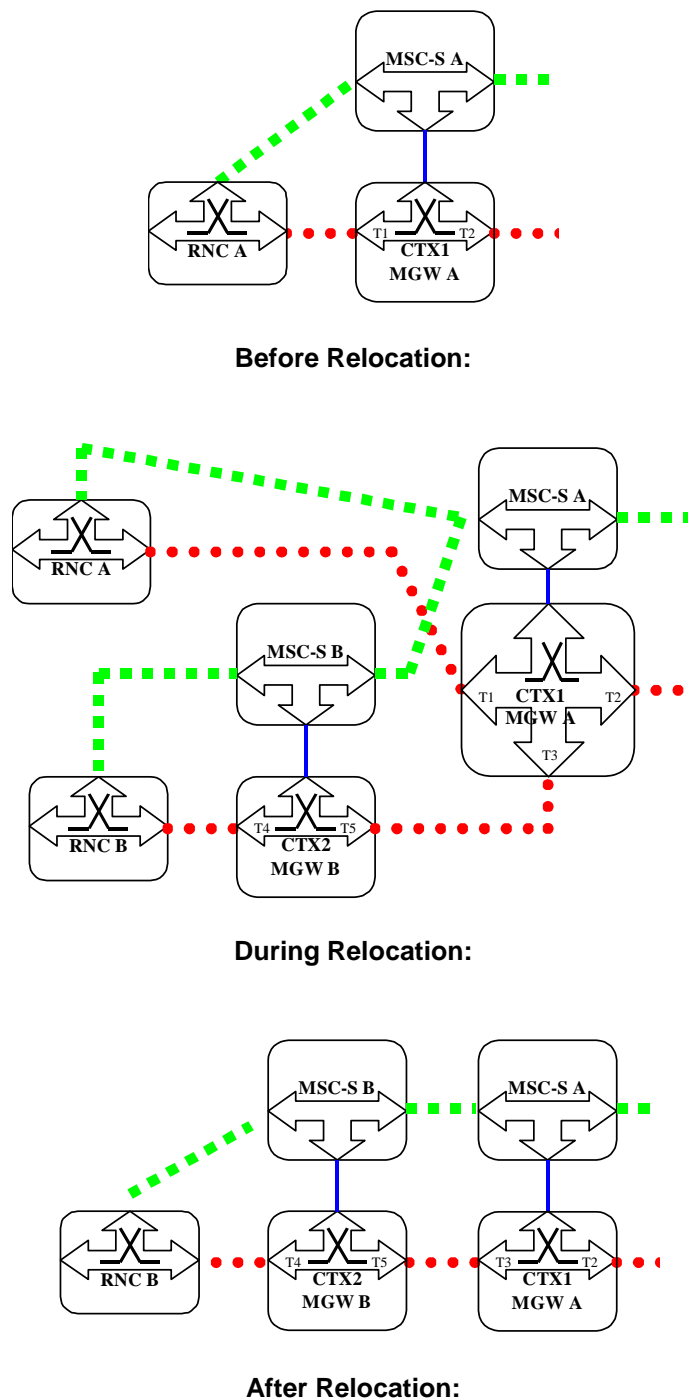 MSC-S A
T1
T2
RNC A
CTX1
MGW A
Before Relocation:
MSC-S A
RNC A
MSC-S B
T1
CTX1
T2
MGW A
T3
T4
T5
RNC B
CTX2
MGW B
During Relocation:
MSC-S B
MSC-S A
T4
T5
T3
T2
RNC B
CTX2
CTX1
MGW B
MGW A
After Relocation: